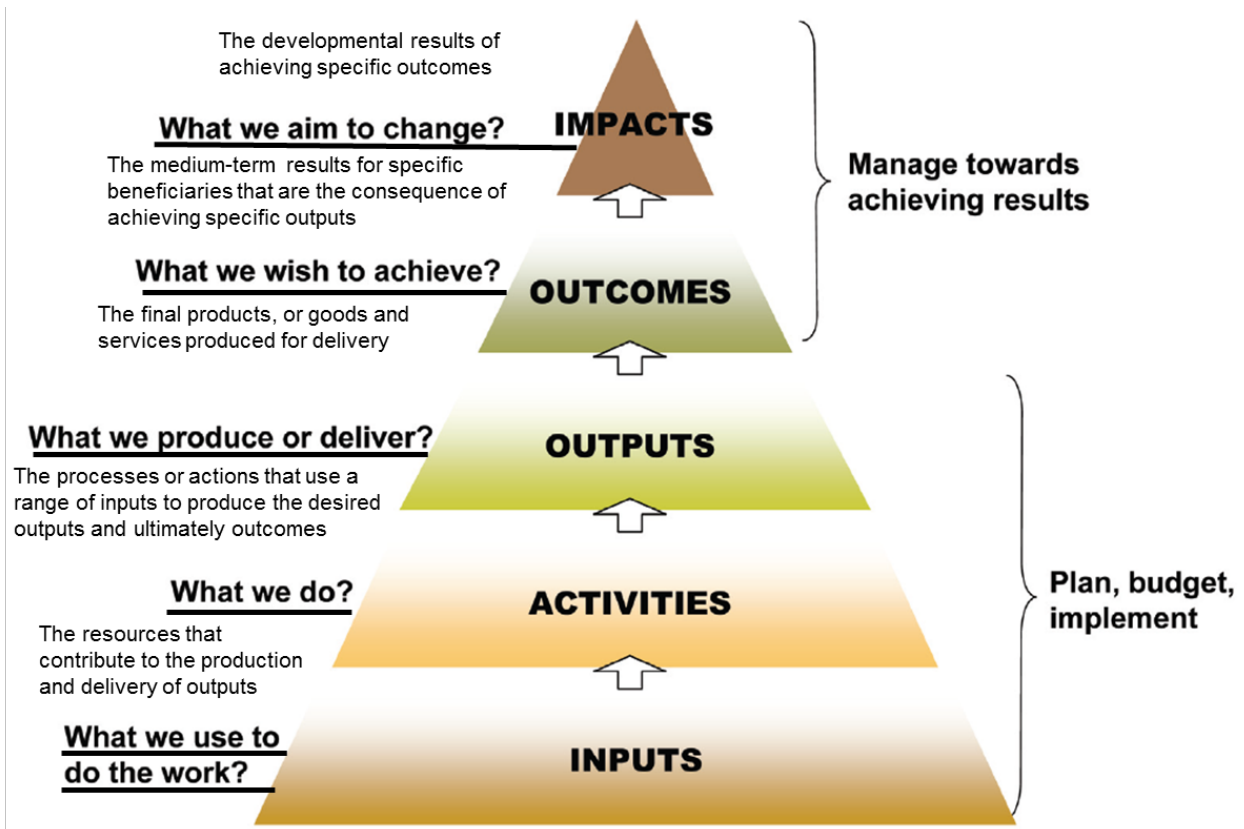 The developmental results of
achieving specific outcomes
What we aim to change?
IMPACTS
The medium-term results for specific
beneficiaries that are the consequence of
achieving specific outputs
Manage towards
achieving results
What we wish to achieve?
OUTCOMES
The final products, or goods and
services produced for delivery
What we produce or deliver?
OUTPUTS
The processes or actions that use a
range of inputs to produce the desired
outputs and ultimately outcomes
What we do?
ACTIVITIES
Plan, budget,
implement
The resources that
contribute to the production
and delivery of outputs
What we use to
do the work?
INPUTS